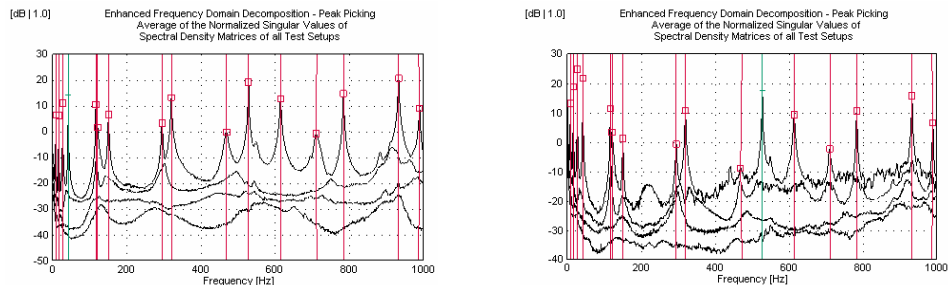 [dB | 1.0]
Enhanced Frequency Domain Decomposition - Peak Picking
Average of the Normalized Singular Values of
Spectral Density Matrices of all Test Setups
30
20
10
0
-10
-20
-30
-40
-50
0
200
400
600
800
1000
Frequency [Hz]
[dB | 1.0]
Enhanced Frequency Domain Decomposition - Peak Picking
Average of the Normalized Singular Values of
Spectral Density Matrices of all Test Setups
30
20
10
0
-10
-20
-30
-40
0
200
400
600
800
1000
Frequency [Hz]